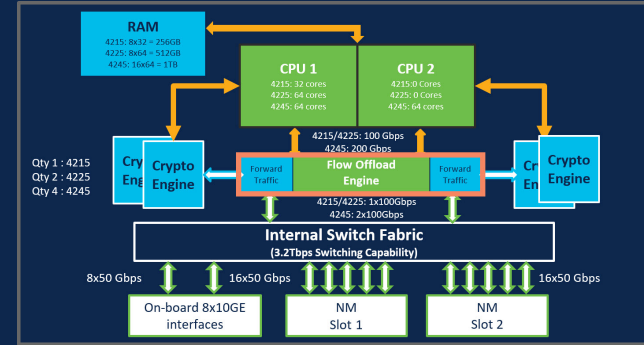 RAM
4215: 8x32 = 256GB
4225: 8x64 = 512GB
4245: 16x64 = 1TB
CPU 1
4215: 32 cores
4225: 64 cores
4245: 64 cores
CPU 2
4215:0 Cores
4225: 0 Cores
4245: 64 cores
4215/4225: 100 Gbps
4245: 200 Gbps
Qty 1 : 4215
Qty 2 : 4225
Qty 4 : 4245
Cry
Eng
Crypto
Engine
Forward
Traffic
Flow Offload
Engine
Forward
Traffic
Crypto
Engine
4215/4225: 1x100Gbps
4245: 2x100Gbps
Internal Switch Fabric
(3.2Tbps Switching Capability)
8x50 Gbps
16x50 Gbps
16x50 Gbps
On-board 8x10GE
interfaces
NM
Slot 1
NM
Slot 2